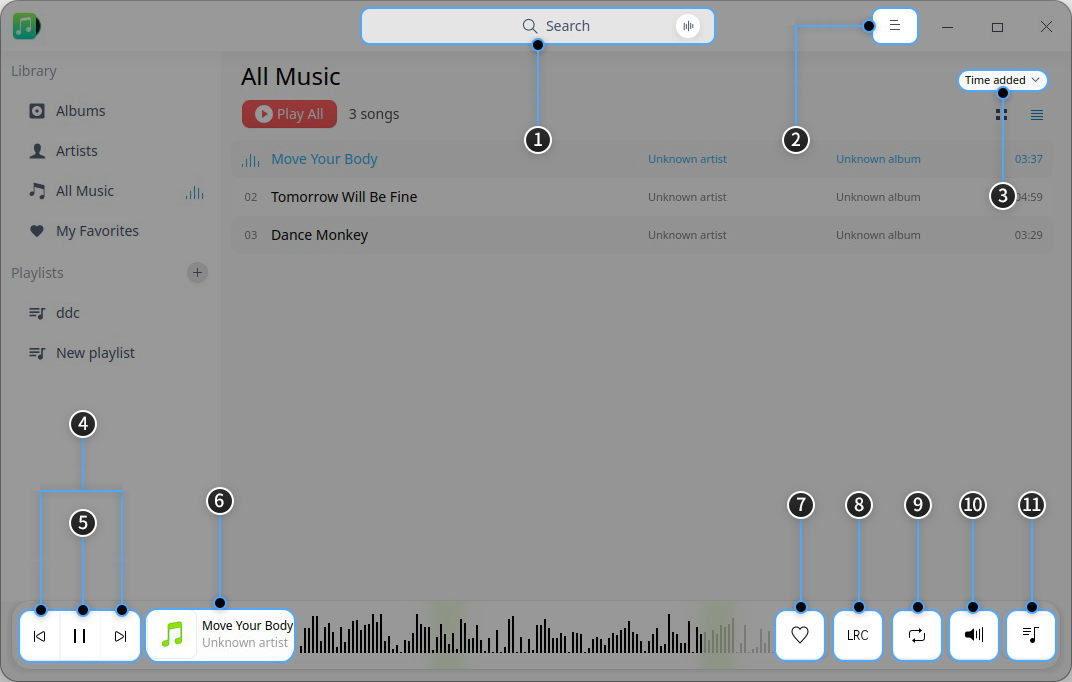 Search
Library
All Music
Time added
Albums
Play All 3 songs
1
2
Artists
Move Your Body Unknown artist Unknown album 03:37
All Music
02 Tomorrow Will Be Fine Unknown artist Unknown album 04:59
3
My Favorites
03 Dance Monkey Unknown artist Unknown album 03:29
Playlists
ddc
New playlist
4
5
6
7
8
9
10
11
Move Your Body
Unknown artist
LRC